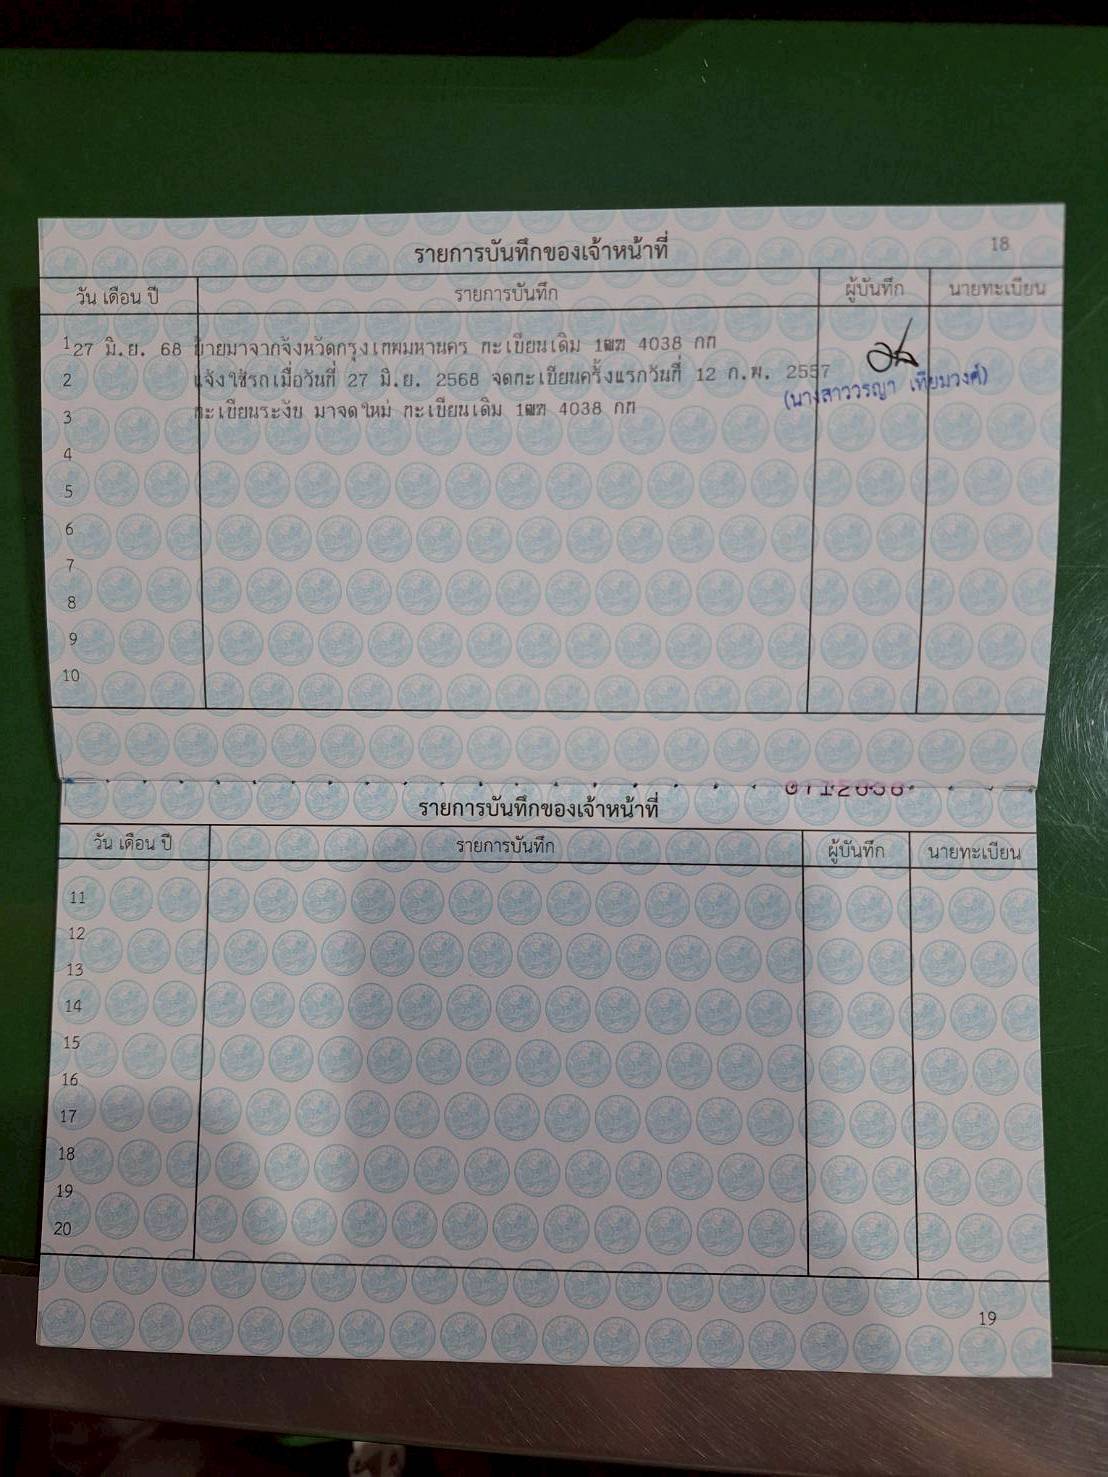 18
รายการบันทึกของเจ้าหน้าที่
วัน เดือน ปี รายการบันทึก ผู้บันทึก นายทะเบียน
1 27 มิ.ย. 68 ย้ายมาจากจังหวัดกรุงเทพมหานคร ทะเบียนเดิม 4038 กท
2 แจ้งใช้รถเมื่อวันที่ 27 มิ.ย. 2568 จดทะเบียนครั้งแรกวันที่ 12 ก.พ. 2557
(นางสาววรญา เทียมวงศ์)
3 ทะเบียนระงับ มาจดใหม่ ทะเบียนเดิม 4038 กท
4
5
6
7
8
9
10
รายการบันทึกของเจ้าหน้าที่
วัน เดือน ปี รายการบันทึก ผู้บันทึก นายทะเบียน
11
12
13
14
15
16
17
18
19
20
19